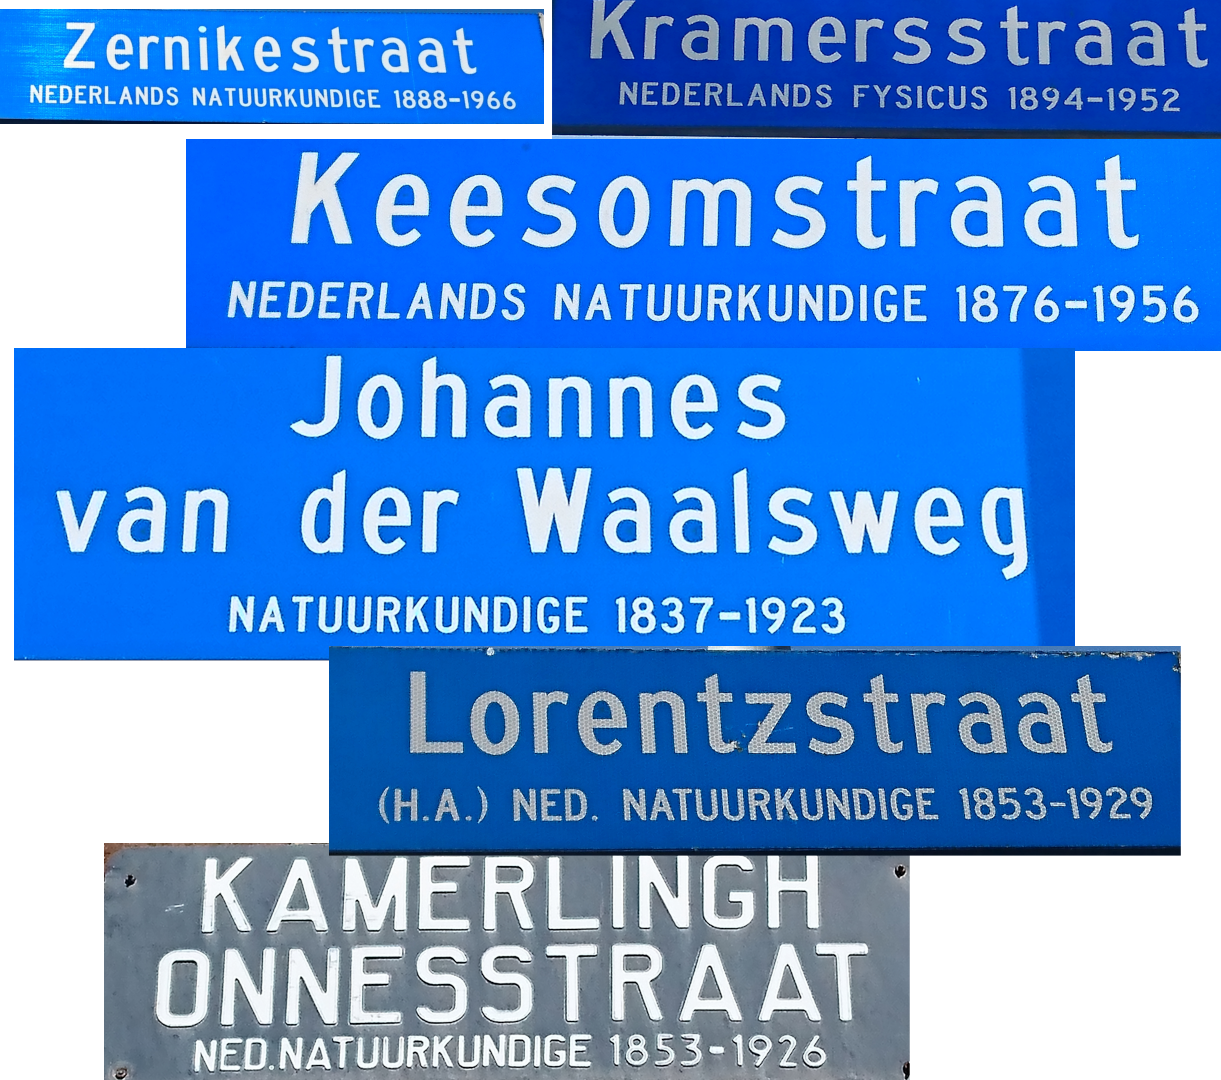 Zernikestraat
NEDERLANDS NATUURKUNDIGE 1888-1966
Kramersstraat
NEDERLANDS FYSICUS 1894-1952
Keesomstraat
NEDERLANDS NATUURKUNDIGE 1876-1956
Johannes
van der Waalsweg
NATUURKUNDIGE 1837-1923
Lorentzstraat
(H.A.) NED. NATUURKUNDIGE 1853-1929
KAMERLINGH
ONNESSTRAAT
NED.NATUURKUNDIGE 1853-1926